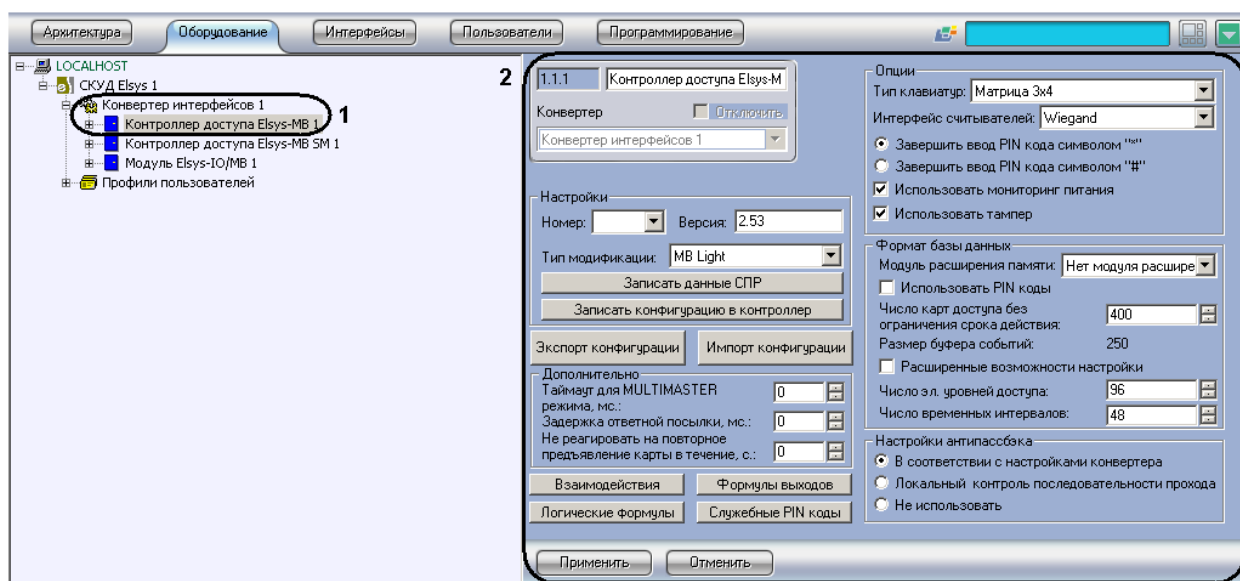 Архитектура
Оборудование
Интерфейсы
Пользователи
Программирование
LOCALHOST
СКУД Elsys 1
Конвертер интерфейсов 1
Контроллер доступа Elsys-MB 1
1
Контроллер доступа Elsys-MB SM 1
Модуль Elsys-IO/MB 1
Профили пользователей
2
1.1.1 Контроллер доступа Elsys-M
Конвертер Отключить
Конвертер интерфейсов 1
Настройки
Номер: Версия: 2.53
Тип модификации: MB Light
Записать данные СПР
Записать конфигурацию в контроллер
Экспорт конфигурации Импорт конфигурации
Дополнительно
Таймаут для MULTIMASTER
режима, мс.: 0
Задержка ответной посылки, мс.: 0
Не реагировать на повторное
предъявление карты в течение, с.: 0
Взаимодействия Формулы выходов
Логические формулы Служебные PIN коды
Опции
Тип клавиатур: Матрица 3x4
Интерфейс считывателей: Wiegand
Завершить ввод PIN кода символом "*"
Завершить ввод PIN кода символом "#"
Использовать мониторинг питания
Использовать тампер
Формат базы данных
Модуль расширения памяти: Нет модуля расшире
Использовать PIN коды
Число карт доступа без
ограничения срока действия: 400
Размер буфера событий: 250
Расширенные возможности настройки
Число эл. уровней доступа: 96
Число временных интервалов: 48
Настройки антипассбэка
В соответствии с настройками конвертера
Локальный контроль последовательности прохода
Не использовать
Применить Отменить